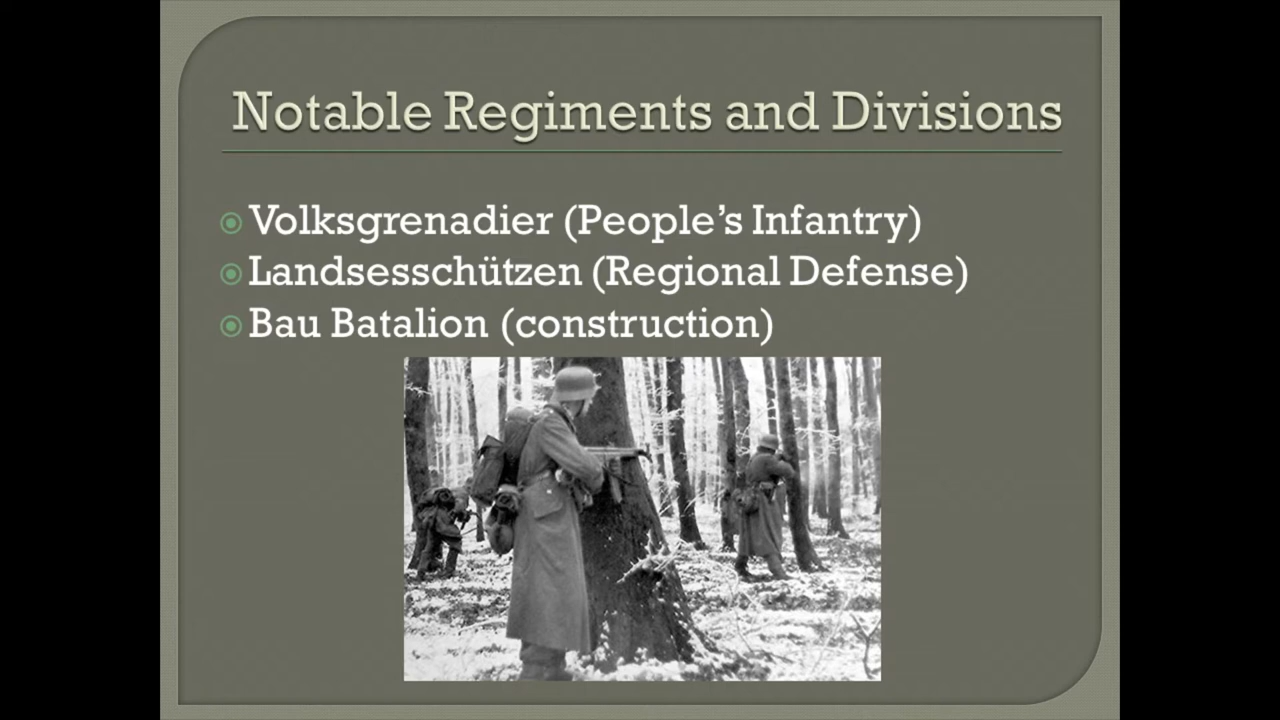 Notable Regiments and Divisions
Volksgrenadier (People’s Infantry)
Landsesschützen (Regional Defense)
Bau Batalion (construction)